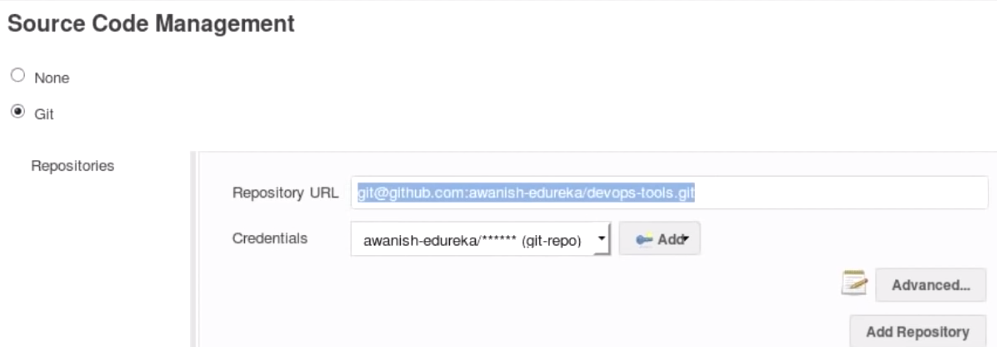 Source Code Management
None
Git
Repositories
Repository URL git@github.com:awanish-edureka/devops-tools.git
Credentials awanish-edureka/****** (git-repo) Add
Advanced...
Add Repository